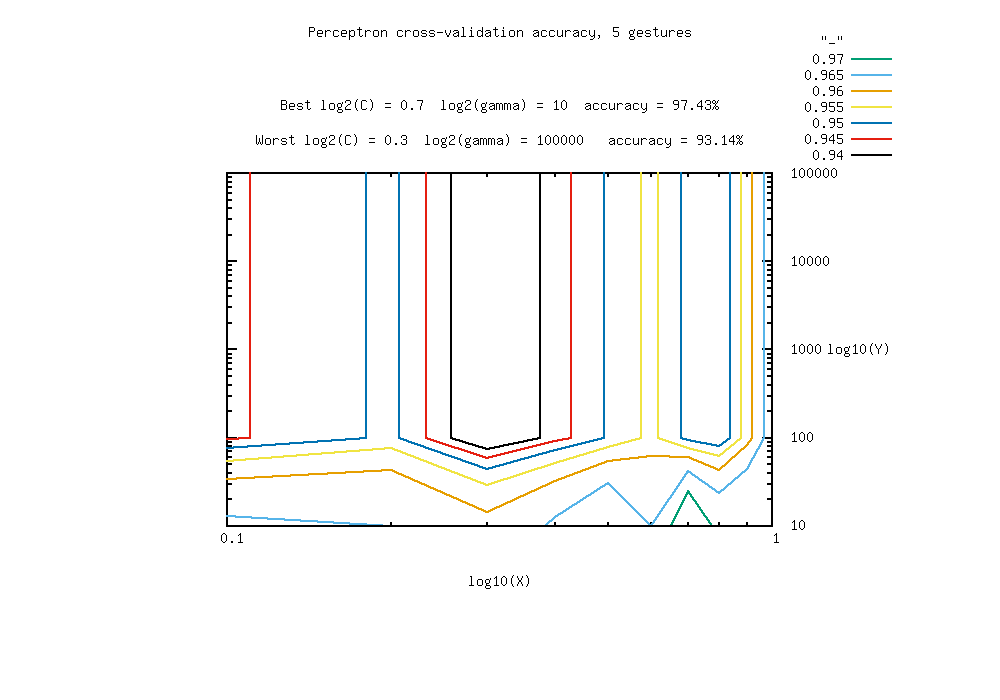 Perceptron cross-validation accuracy, 5 gestures
"_"
0.97
0.965
0.96
0.955
0.95
0.945
0.94
Best log2(C) = 0.7 log2(gamma) = 10 accuracy = 97.43%
Worst log2(C) = 0.3 log2(gamma) = 100000 accuracy = 93.14%
100000
10000
1000 log10(Y)
100
10
0.1 1
log10(X)